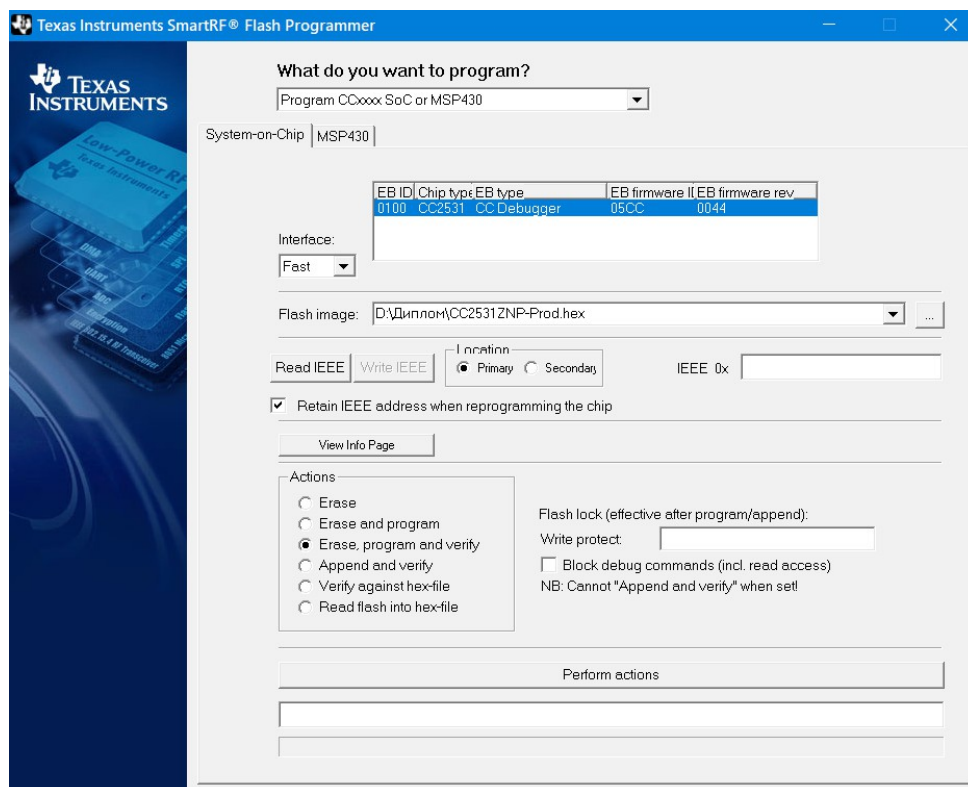 Texas Instruments SmartRF® Flash Programmer
TEXAS
INSTRUMENTS
Low-Power RF
Texas Instruments
What do you want to program?
Program CCxxxx SoC or MSP430
System-on-Chip MSP430
EB ID Chip type EB type EB firmware I EB firmware rev
0100 CC2531 CC Debugger 05CC 0044
Interface:
Fast
Flash image: D:\Диплом\CC2531ZNP-Prod.hex ...
Location
Read IEEE Write IEEE Primary Secondary IEEE 0x
Retain IEEE address when reprogramming the chip
View Info Page
Actions
Erase
Erase and program
Erase, program and verify
Append and verify
Verify against hex-file
Read flash into hex-file
Flash lock (effective after program/append):
Write protect:
Block debug commands (incl. read access)
NB: Cannot "Append and verify" when set!
Perform actions